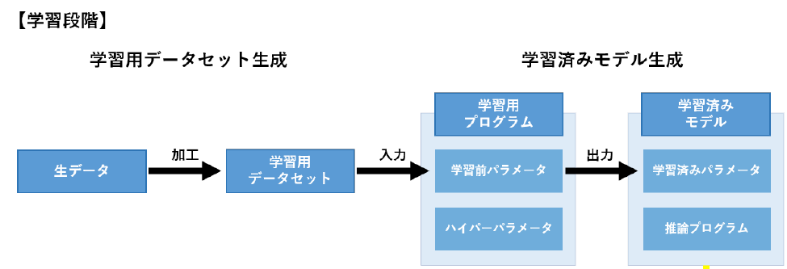 【学習段階】
学習用データセット生成
学習済みモデル生成
生データ
加工
学習用
データセット
入力
学習用
プログラム
学習前パラメータ
ハイパーパラメータ
出力
学習済み
モデル
学習済みパラメータ
推論プログラム